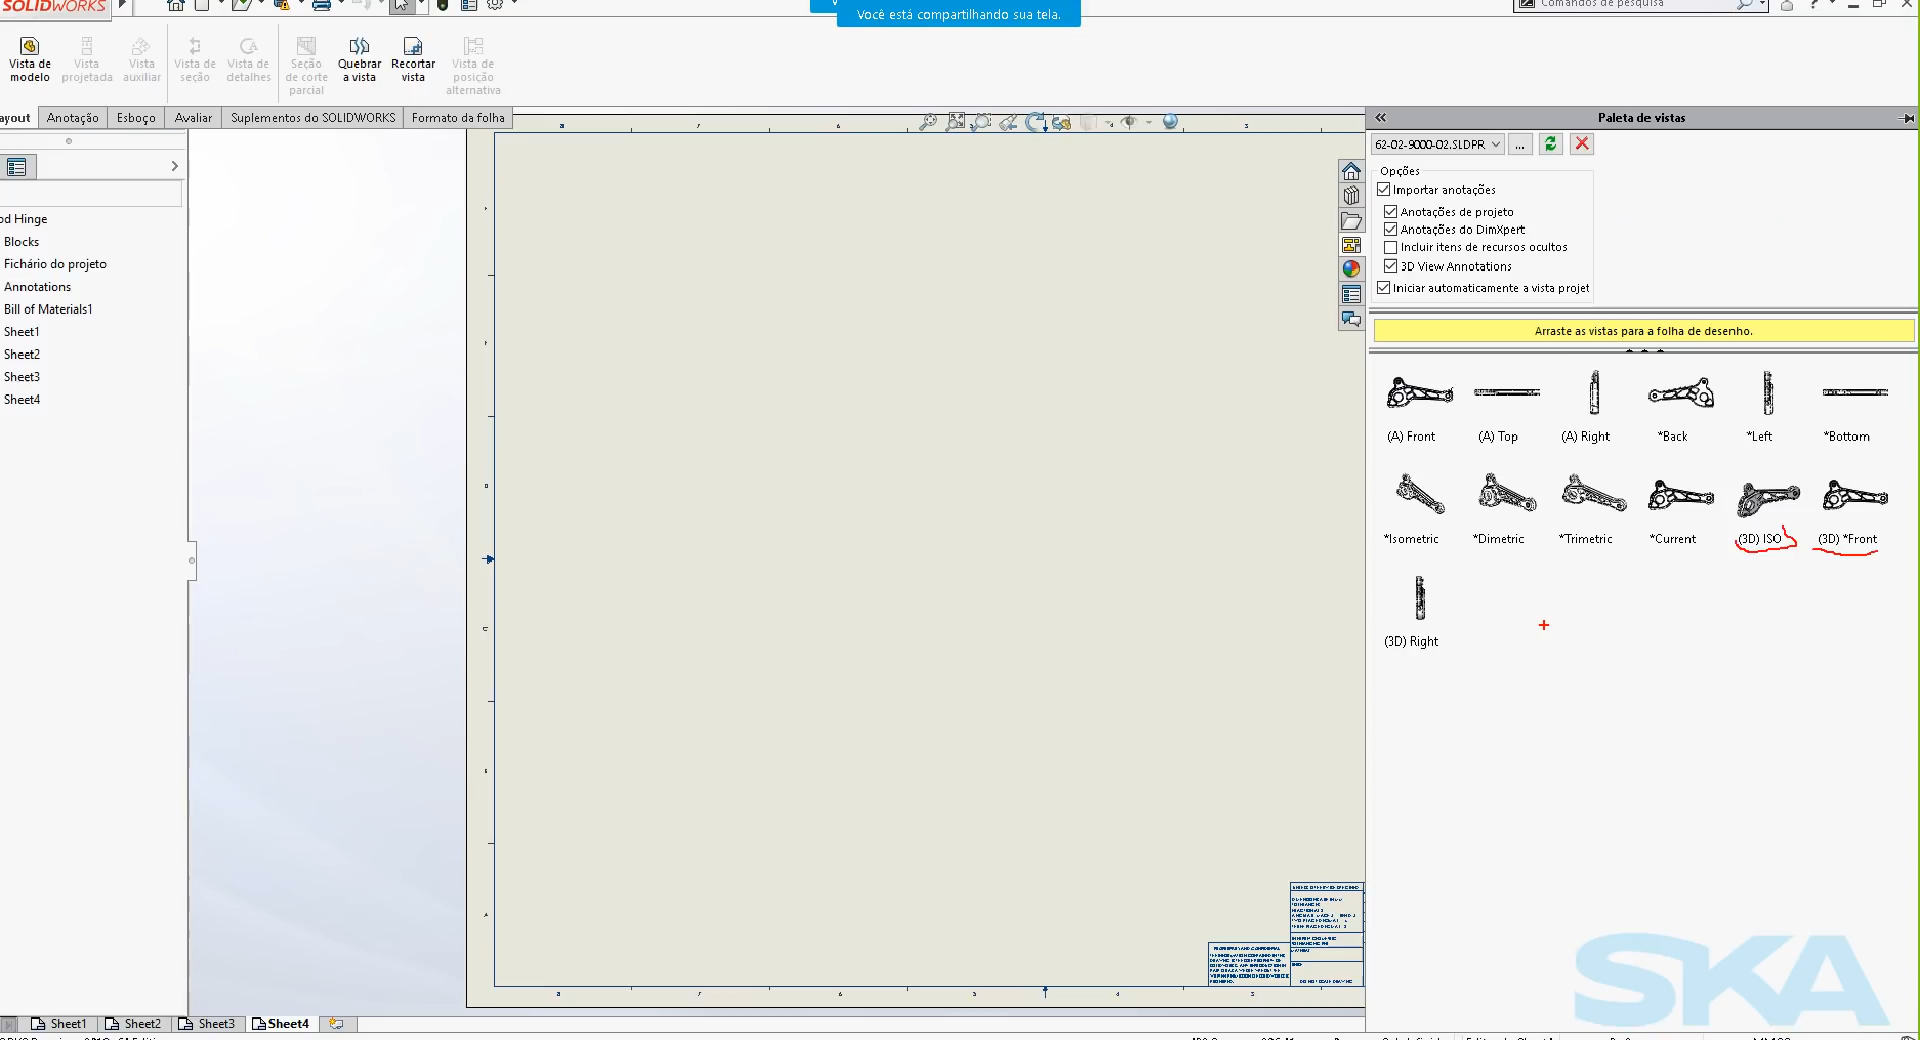 SOLIDWORKS
Você está compartilhando sua tela.
Comandos de pesquisa
Vista de modelo
Vista projetada
Vista auxiliar
Vista de seção
Vista de detalhes
Seção de corte parcial
Quebrar a vista
Recortar vista
Vista de posição alternativa
ayout
Anotação
Esboço
Avaliar
Suplementos do SOLIDWORKS
Formato da folha
od Hinge
Blocks
Fichário do projeto
Annotations
Bill of Materials1
Sheet1
Sheet2
Sheet3
Sheet4
Paleta de vistas
62-02-9000-02.SLDPR
...
Opções
Importar anotações
Anotações de projeto
Anotações do DimXpert
Incluir itens de recursos ocultos
3D View Annotations
Iniciar automaticamente a vista projet
Arraste as vistas para a folha de desenho.
(A) Front
(A) Top
(A) Right
*Back
*Left
*Bottom
*Isometric
*Dimetric
*Trimetric
*Current
(3D) ISO
(3D) *Front
(3D) Right
SKA
Sheet1
Sheet2
Sheet3
Sheet4